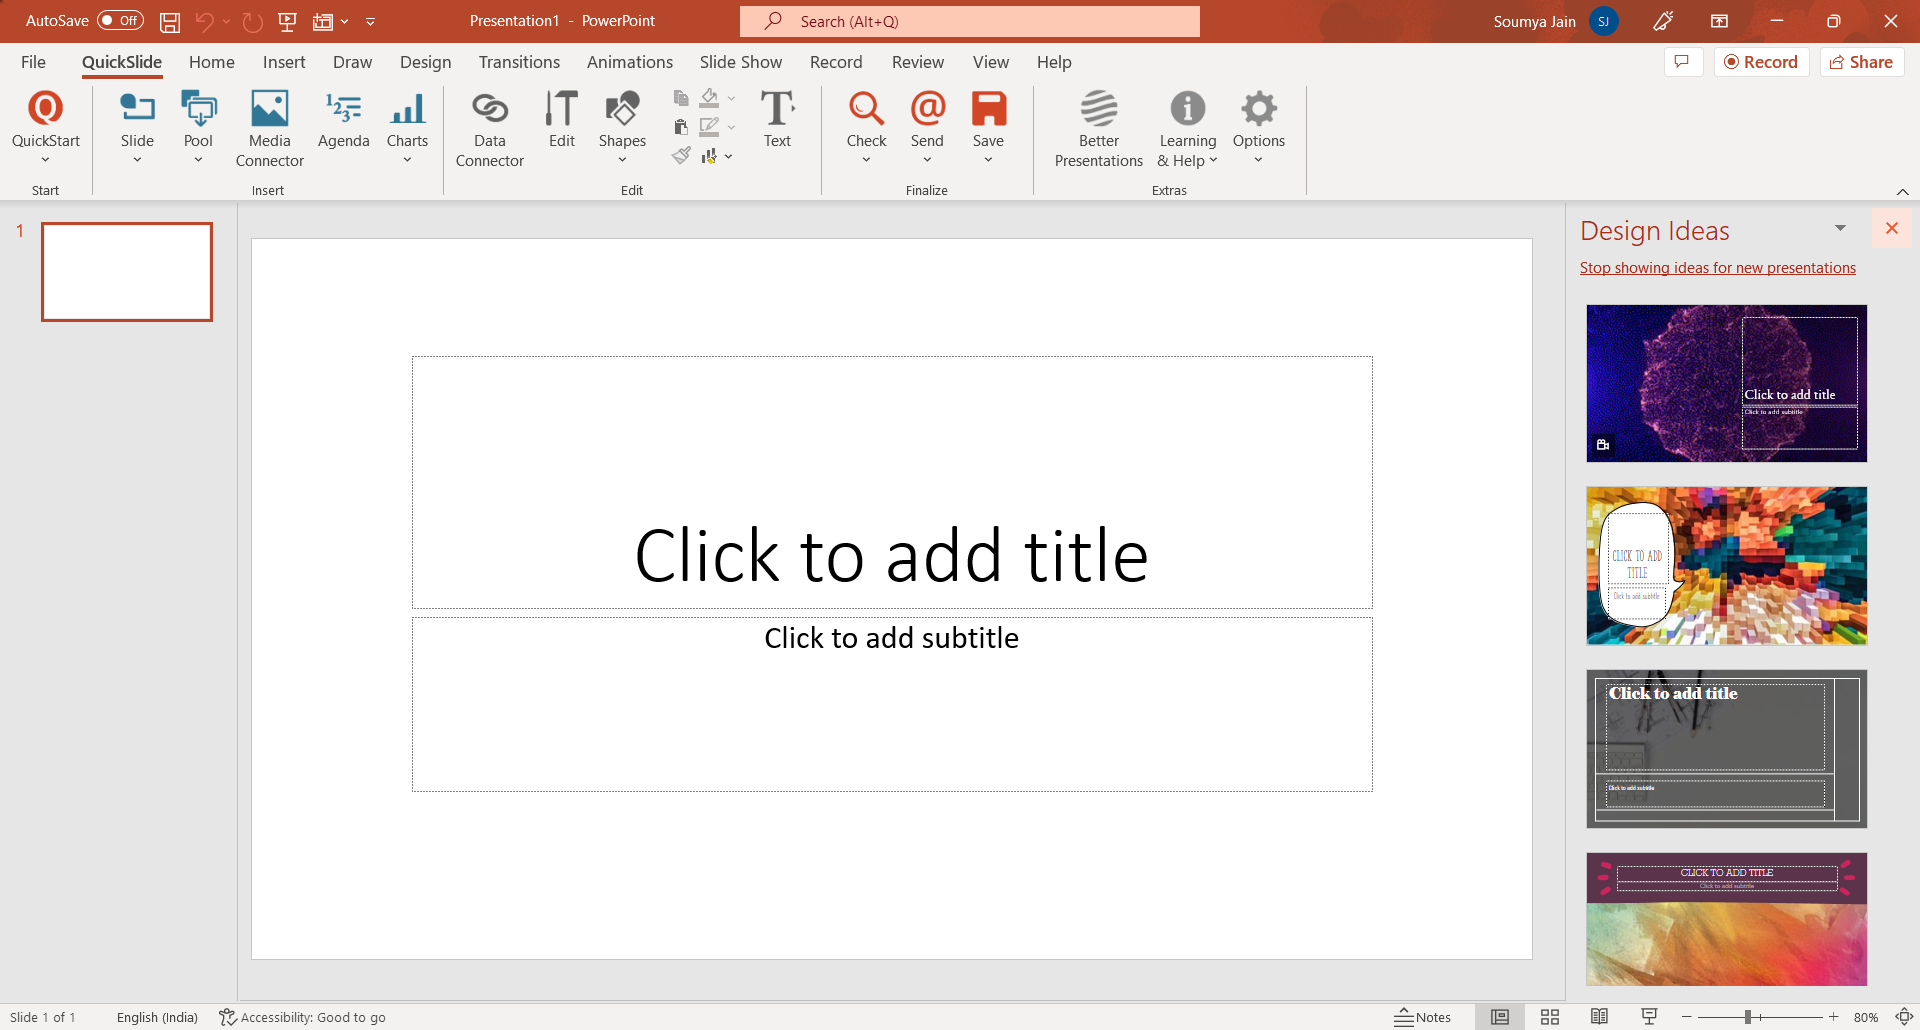 AutoSave Off Presentation1 - PowerPoint Search (Alt+Q) Soumya Jain SJ
File QuickSlide Home Insert Draw Design Transitions Animations Slide Show Record Review View Help Record Share
QuickStart
Start
Slide
Pool
Media
Connector
Agenda
Charts
Insert
Data
Connector
Edit
Shapes
Text
Edit
Check
Send
Save
Finalize
Better
Presentations
Learning
& Help
Options
Extras
1
Click to add title
Click to add subtitle
Design Ideas
Stop showing ideas for new presentations
Click to add title
Click to add subtitle
CLICK TO ADD
TITLE
Click to add subtitle
Click to add title
Click to add subtitle
CLICK TO ADD TITLE
Click to add subtitle
Slide 1 of 1 English (India) Accessibility: Good to go Notes 80%